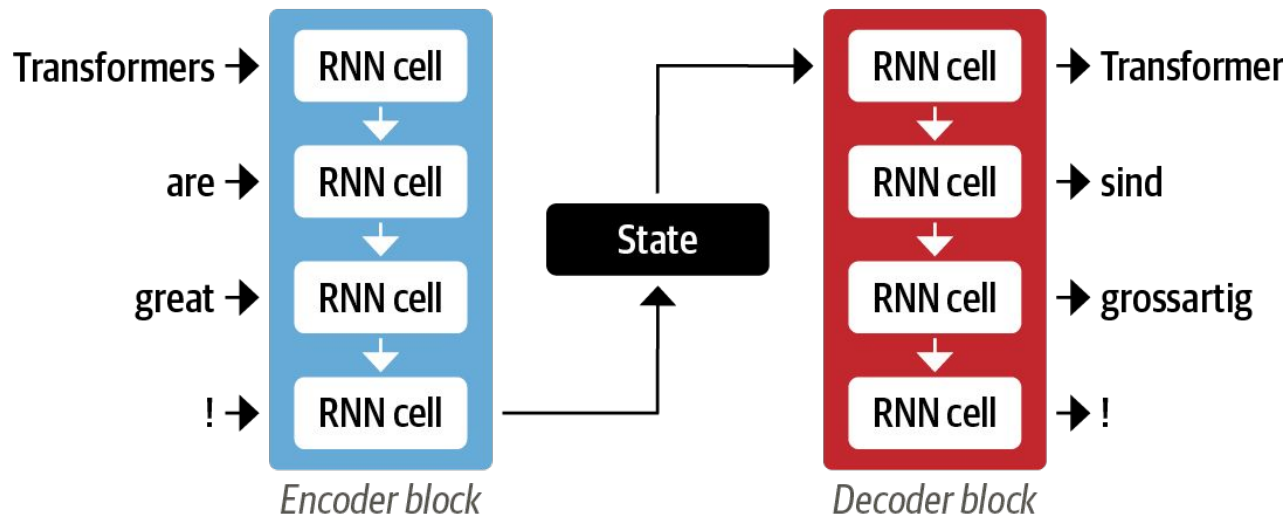 Transformers
RNN cell
RNN cell
Transformer
are
RNN cell
RNN cell
sind
State
great
RNN cell
RNN cell
grossartig
!
RNN cell
RNN cell
!
Encoder block
Decoder block